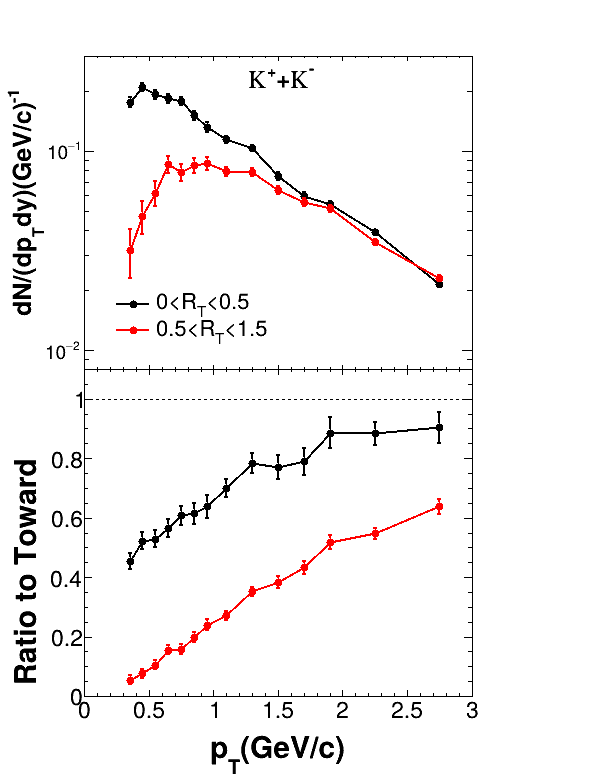 K⁺+K⁻
dN/(dp_T dy)(GeV/c)⁻¹
10⁻¹
0<R_T<0.5
0.5<R_T<1.5
10⁻²
Ratio to Toward
1
0.8
0.6
0.4
0.2
0
0 0.5 1 1.5 2 2.5 3
p_T(GeV/c)